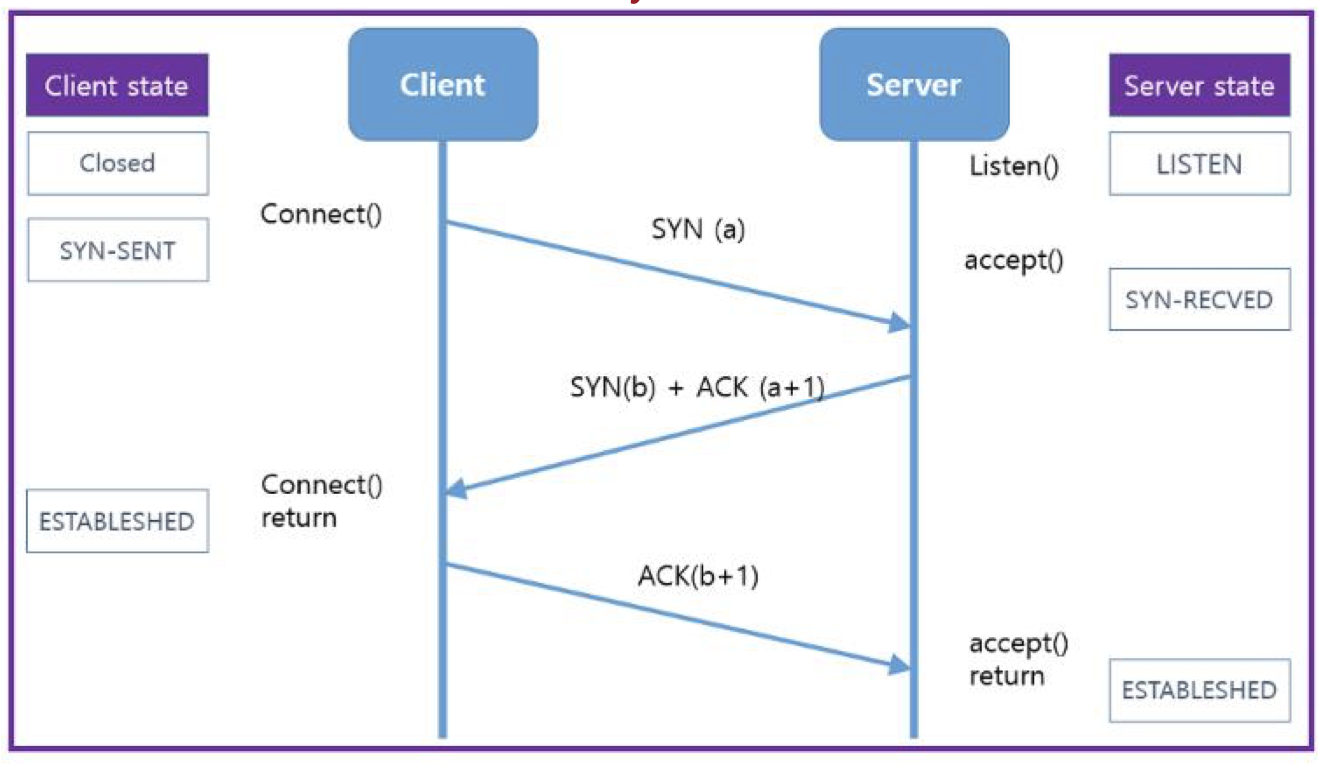 Client state
Client
Server
Server state
Closed
Listen()
LISTEN
Connect()
SYN (a)
SYN-SENT
accept()
SYN-RECVED
SYN(b) + ACK (a+1)
Connect()
return
ESTABLESHED
ACK(b+1)
accept()
return
ESTABLESHED